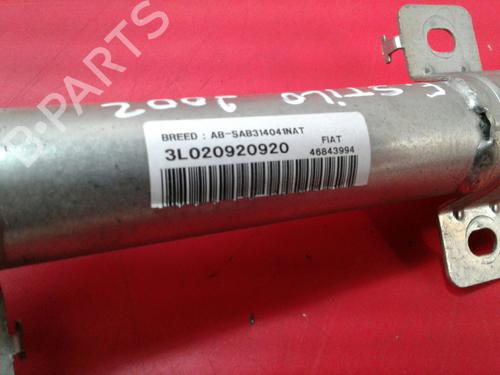 F.STILO 2002
BREED : AB-SAB314041NAT
3L020920920
FIAT
46843994
B-PARTS